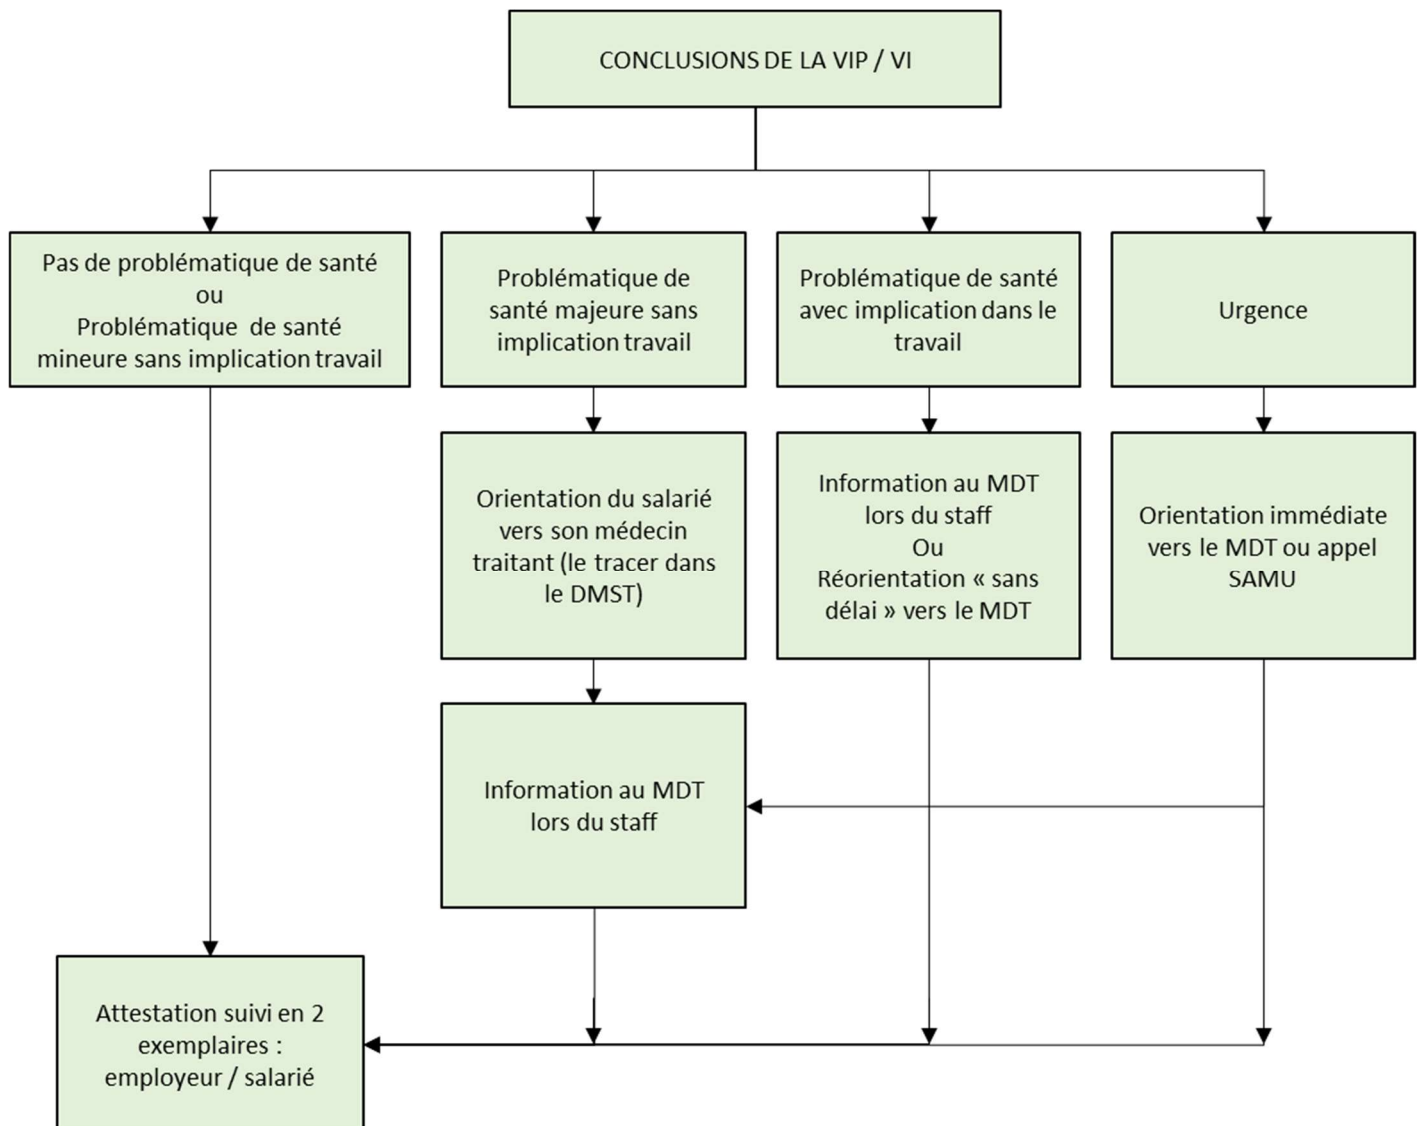 CONCLUSIONS DE LA VIP / VI
Pas de problématique de santé
ou
Problématique de santé
mineure sans implication travail
Problématique de
santé majeure sans
implication travail
Problématique de santé
avec implication dans le
travail
Urgence
Orientation du salarié
vers son médecin
traitant (le tracer dans
le DMST)
Information au MDT
lors du staff
Ou
Réorientation « sans
délai » vers le MDT
Orientation immédiate
vers le MDT ou appel
SAMU
Information au MDT
lors du staff
Attestation suivi en 2
exemplaires :
employeur / salarié